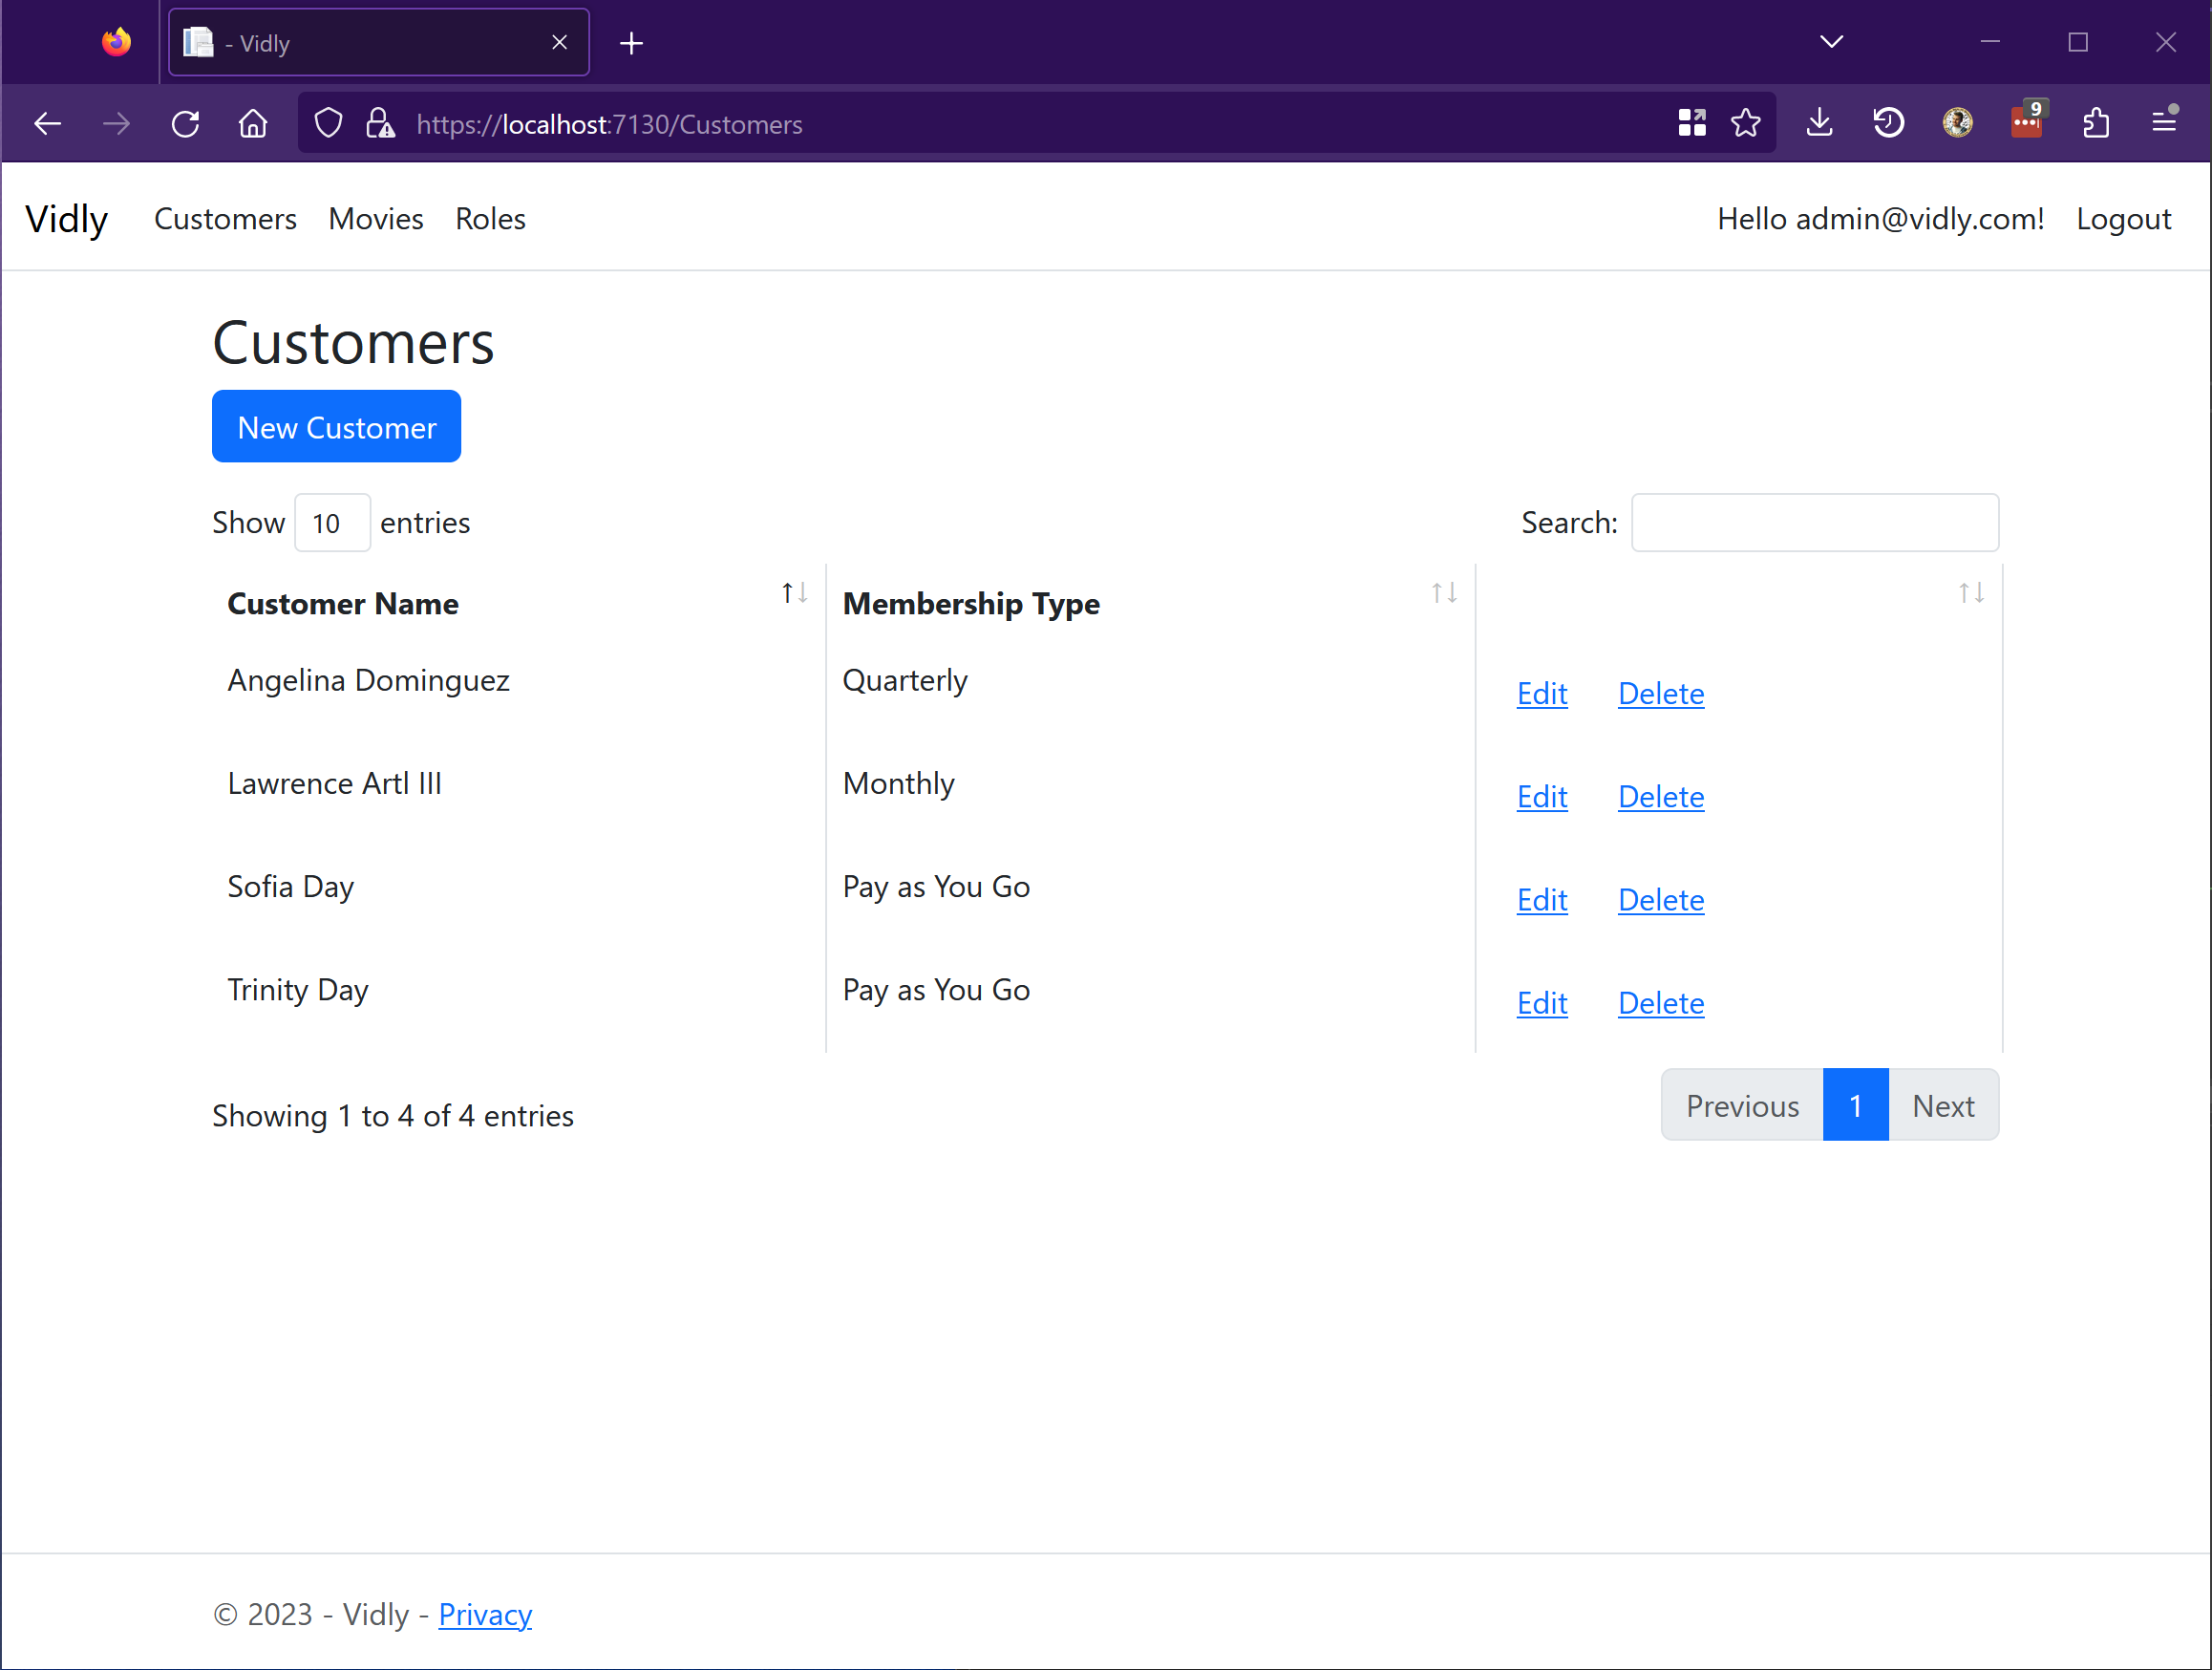 - Vidly
https://localhost:7130/Customers
9
Vidly Customers Movies Roles Hello admin@vidly.com! Logout
Customers
New Customer
Show 10 entries Search:
Customer Name Membership Type
Angelina Dominguez Quarterly Edit Delete
Lawrence Artl III Monthly Edit Delete
Sofia Day Pay as You Go Edit Delete
Trinity Day Pay as You Go Edit Delete
Showing 1 to 4 of 4 entries Previous 1 Next
© 2023 - Vidly - Privacy